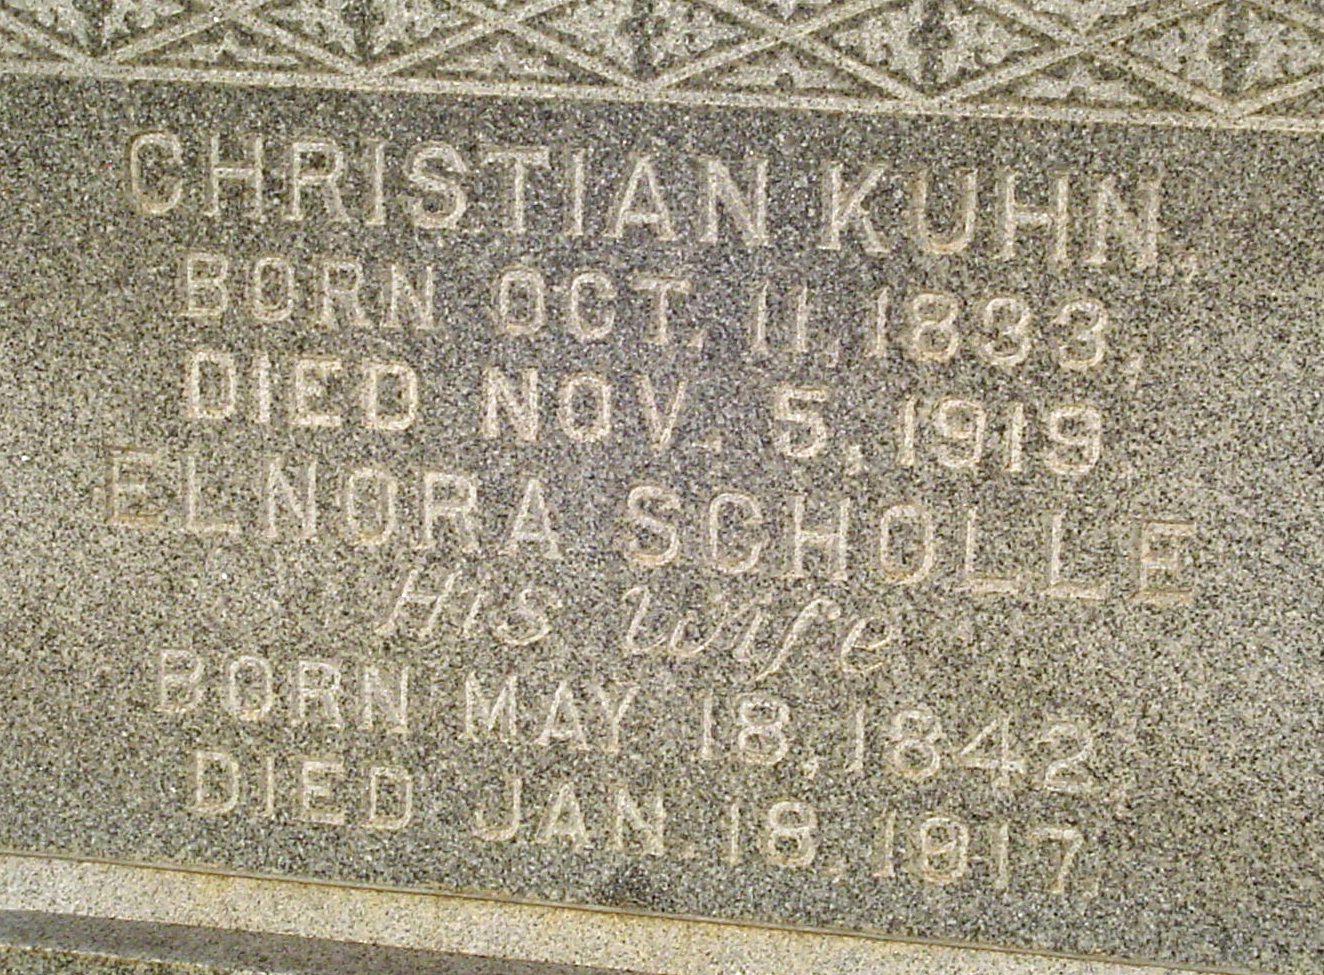 CHRISTIAN KUHN,
BORN OCT, 11, 1833,
DIED NOV. 5, 1919.
ELNORA SCHOLLE
His wife
BORN MAY 18, 1842,
DIED JAN. 18, 1917.